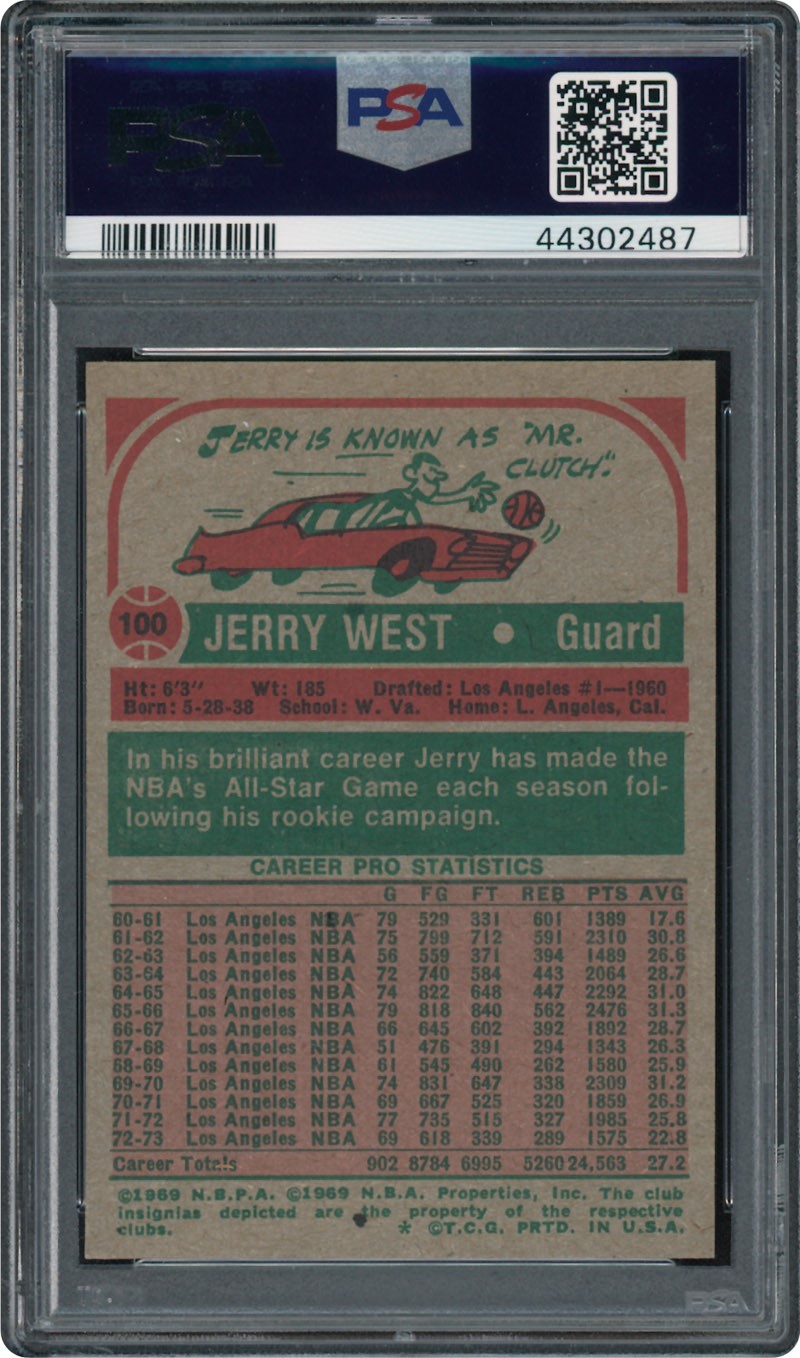 PSA
PSA
44302487
JERRY IS KNOWN AS "MR.
CLUTCH."
100 JERRY WEST • Guard
Ht: 6'3" Wt: 185 Drafted: Los Angeles #1—1960
Born: 5-28-38 School: W. Va. Home: L. Angeles, Cal.
In his brilliant career Jerry has made the
NBA's All-Star Game each season fol-
lowing his rookie campaign.
CAREER PRO STATISTICS
G FG FT REB PTS AVG
60-61 Los Angeles NBA 79 529 331 601 1389 17.6
61-62 Los Angeles NBA 75 799 712 591 2310 30.8
62-63 Los Angeles NBA 56 559 371 394 1489 26.6
63-64 Los Angeles NBA 72 740 584 443 2064 28.7
64-65 Los Angeles NBA 74 822 648 447 2292 31.0
65-66 Los Angeles NBA 79 818 840 562 2476 31.3
66-67 Los Angeles NBA 66 645 602 392 1892 28.7
67-68 Los Angeles NBA 51 476 391 294 1343 26.3
68-69 Los Angeles NBA 61 545 490 262 1580 25.9
69-70 Los Angeles NBA 74 831 647 338 2309 31.2
70-71 Los Angeles NBA 69 667 525 320 1859 26.9
71-72 Los Angeles NBA 77 735 515 327 1985 25.8
72-73 Los Angeles NBA 69 618 339 289 1575 22.8
Career Totals 902 8784 6995 5260 24,563 27.2
©1969 N.B.P.A. ©1969 N.B.A. Properties, Inc. The club
insignias depicted are the property of the respective
clubs. * ©T.C.G. PRTD. IN U.S.A.
PSA